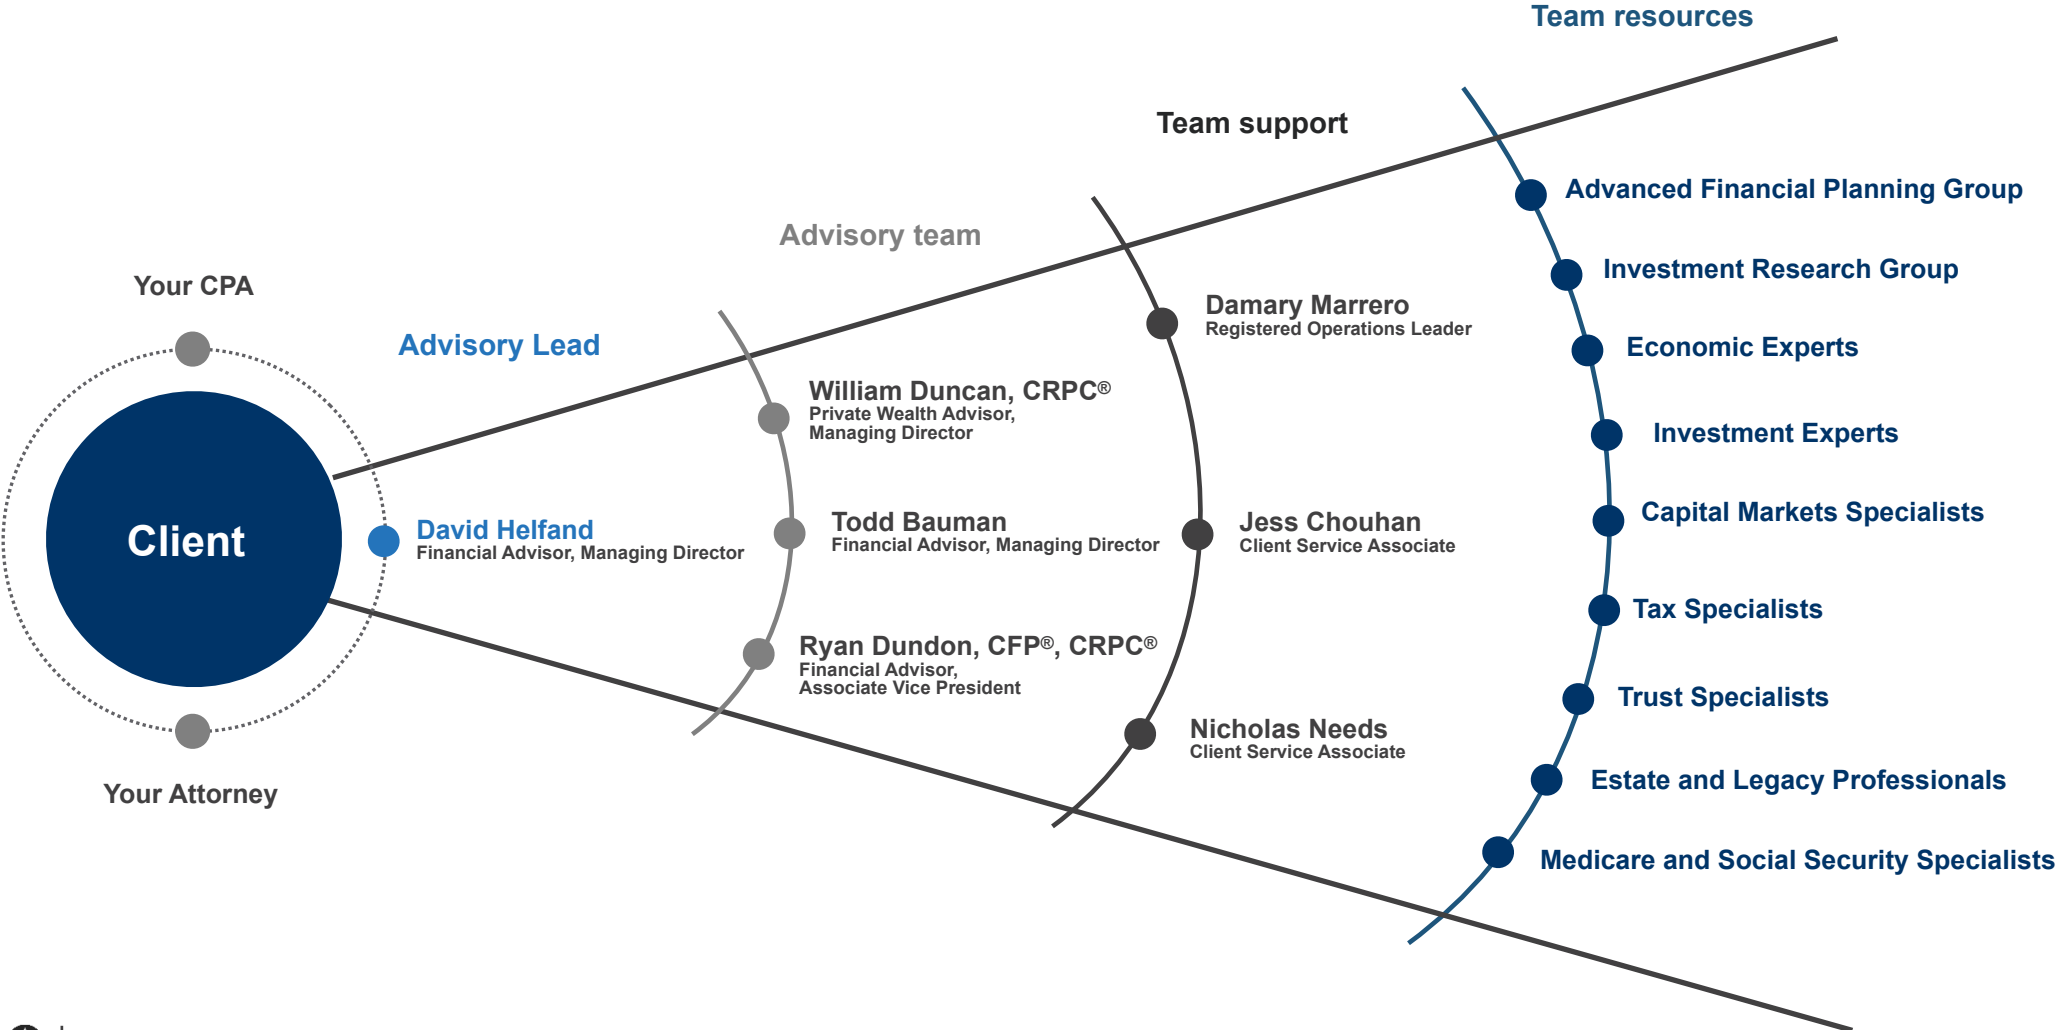 Team resources
Team support
Advisory team
Advisory Lead
Your CPA
Client
Your Attorney
David Helfand
Financial Advisor, Managing Director
William Duncan, CRPC®
Private Wealth Advisor,
Managing Director
Todd Bauman
Financial Advisor, Managing Director
Ryan Dundon, CFP®, CRPC®
Financial Advisor,
Associate Vice President
Damary Marrero
Registered Operations Leader
Jess Chouhan
Client Service Associate
Nicholas Needs
Client Service Associate
Advanced Financial Planning Group
Investment Research Group
Economic Experts
Investment Experts
Capital Markets Specialists
Tax Specialists
Trust Specialists
Estate and Legacy Professionals
Medicare and Social Security Specialists